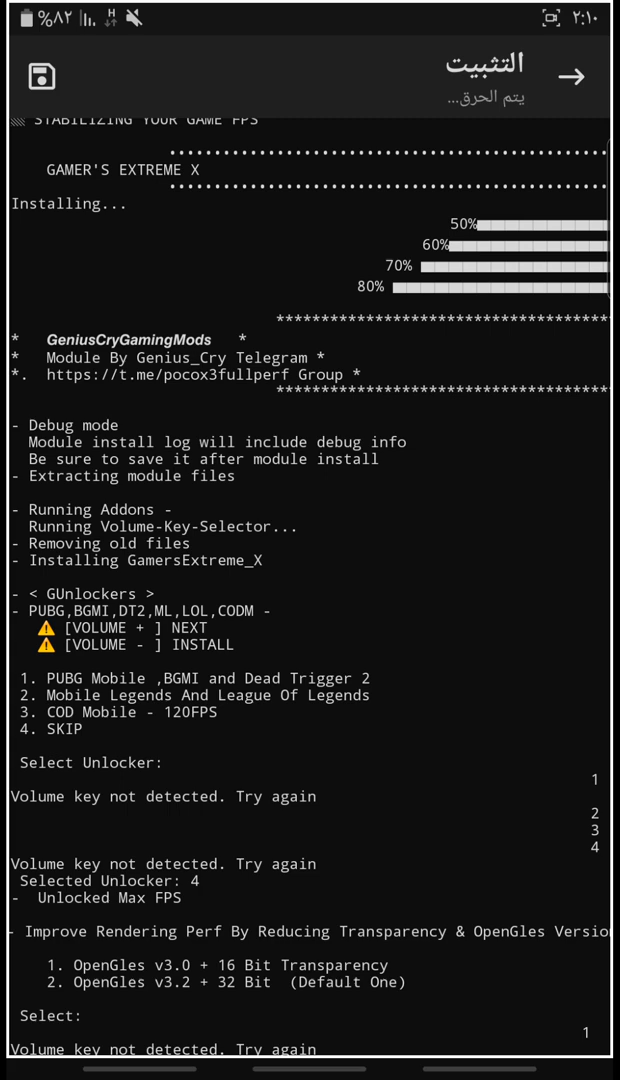 %٨٢ H ٢:١٠
التثبيت
يتم الحرق...
STABILIZING YOUR GAME FPS
GAMER'S EXTREME X
Installing...
50%
60%
70%
80%
****************************************
* GeniusCryGamingMods *
* Module By Genius_Cry Telegram *
*. https://t.me/pocox3fullperf Group *
****************************************
- Debug mode
Module install log will include debug info
Be sure to save it after module install
- Extracting module files
- Running Addons -
Running Volume-Key-Selector...
- Removing old files
- Installing GamersExtreme_X
- < GUnlockers >
- PUBG,BGMI,DT2,ML,LOL,CODM -
⚠️ [VOLUME + ] NEXT
⚠️ [VOLUME - ] INSTALL
1. PUBG Mobile ,BGMI and Dead Trigger 2
2. Mobile Legends And League Of Legends
3. COD Mobile - 120FPS
4. SKIP
Select Unlocker:
1
Volume key not detected. Try again
2
3
4
Volume key not detected. Try again
Selected Unlocker: 4
- Unlocked Max FPS
- Improve Rendering Perf By Reducing Transparency & OpenGles Versio
1. OpenGles v3.0 + 16 Bit Transparency
2. OpenGles v3.2 + 32 Bit (Default One)
Select:
1
Volume key not detected. Try again